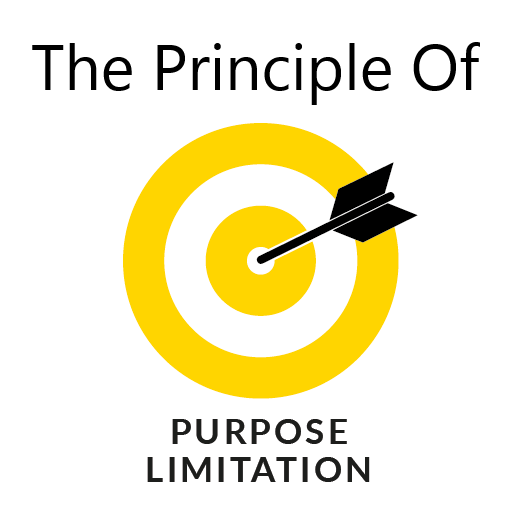 The Principle Of
PURPOSE
LIMITATION